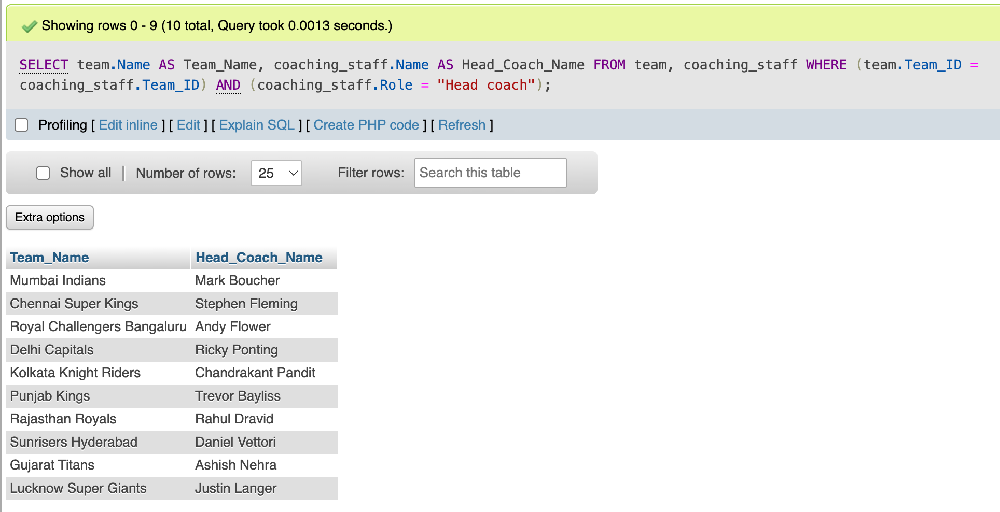 Showing rows 0 - 9 (10 total, Query took 0.0013 seconds.)
SELECT team.Name AS Team_Name, coaching_staff.Name AS Head_Coach_Name FROM team, coaching_staff WHERE (team.Team_ID =
coaching_staff.Team_ID) AND (coaching_staff.Role = "Head coach");
Profiling [ Edit inline ] [ Edit ] [ Explain SQL ] [ Create PHP code ] [ Refresh ]
Show all | Number of rows: 25 Filter rows: Search this table
Extra options
Team_Name Head_Coach_Name
Mumbai Indians Mark Boucher
Chennai Super Kings Stephen Fleming
Royal Challengers Bangaluru Andy Flower
Delhi Capitals Ricky Ponting
Kolkata Knight Riders Chandrakant Pandit
Punjab Kings Trevor Bayliss
Rajasthan Royals Rahul Dravid
Sunrisers Hyderabad Daniel Vettori
Gujarat Titans Ashish Nehra
Lucknow Super Giants Justin Langer